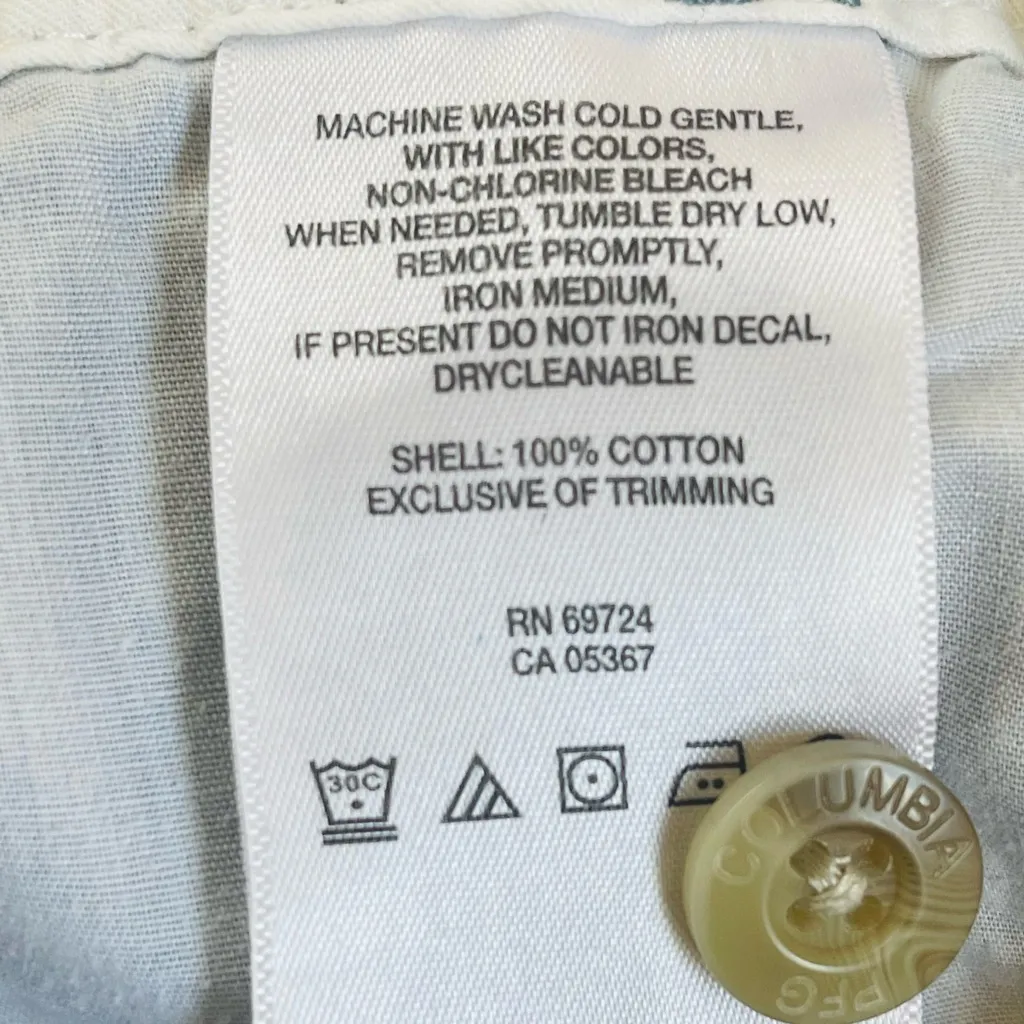 MACHINE WASH COLD GENTLE,
WITH LIKE COLORS,
NON-CHLORINE BLEACH
WHEN NEEDED, TUMBLE DRY LOW,
REMOVE PROMPTLY,
IRON MEDIUM,
IF PRESENT DO NOT IRON DECAL,
DRYCLEANABLE
SHELL: 100% COTTON
EXCLUSIVE OF TRIMMING
RN 69724
CA 05367
30C
COLUMBIA
PFG